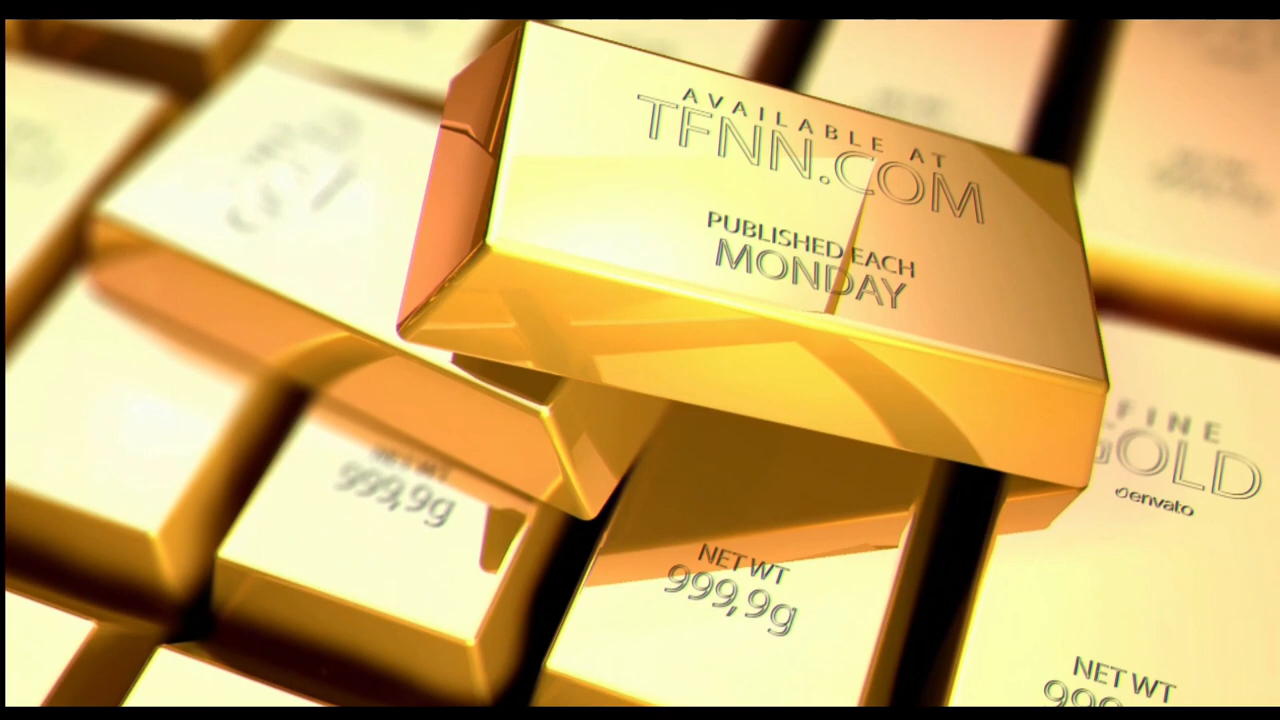 AVAILABLE AT
TFNN.COM
PUBLISHED EACH
MONDAY
FINE
GOLD
envato
NET WT
999,9g
NET WT
999,9g
NET WT